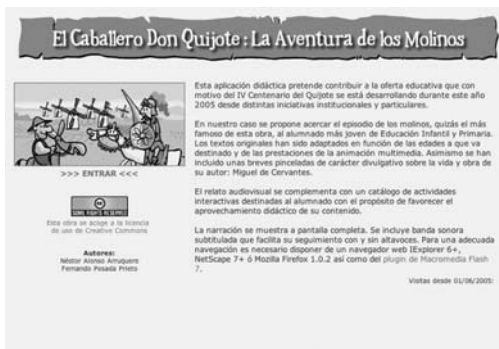 El Caballero Don Quijote : La Aventura de los Molinos
Esta aplicación didáctica pretende contribuir a la oferta educativa que con
motivo del IV Centenario del Quijote se está desarrollando durante este año
2005 desde distintas iniciativas institucionales y particulares.
En nuestro caso se propone acercar el episodio de los molinos, quizás el más
famoso de esta obra, al alumnado más joven de Educación Infantil y Primaria.
Los textos originales han sido adaptados en función de las edades a que va
destinado y de las prestaciones de la animación multimedia. Asimismo se han
incluido unas breves pinceladas de carácter divulgativo sobre la vida y obra de
su autor: Miguel de Cervantes.
El relato audiovisual se complementa con un catálogo de actividades
interactivas destinadas al alumnado con el propósito de favorecer el
aprovechamiento didáctico de su contenido.
La narración se muestra a pantalla completa. Se incluye banda sonora
subtitulada que facilita su seguimiento con y sin altavoces. Para una adecuada
navegación es necesario disponer de un navegador web IExplorer 6+,
NetScape 7+ ó Mozilla Firefox 1.0.2 así como del plugin de Macromedia Flash
7.
Visitas desde 01/06/2005:
>>> ENTRAR <<<
SOME RIGHTS RESERVED
Esta obra se acoge a la licencia
de uso de Creative Commons
Autores:
Néstor Alonso Arruquero
Fernando Posada Prieto